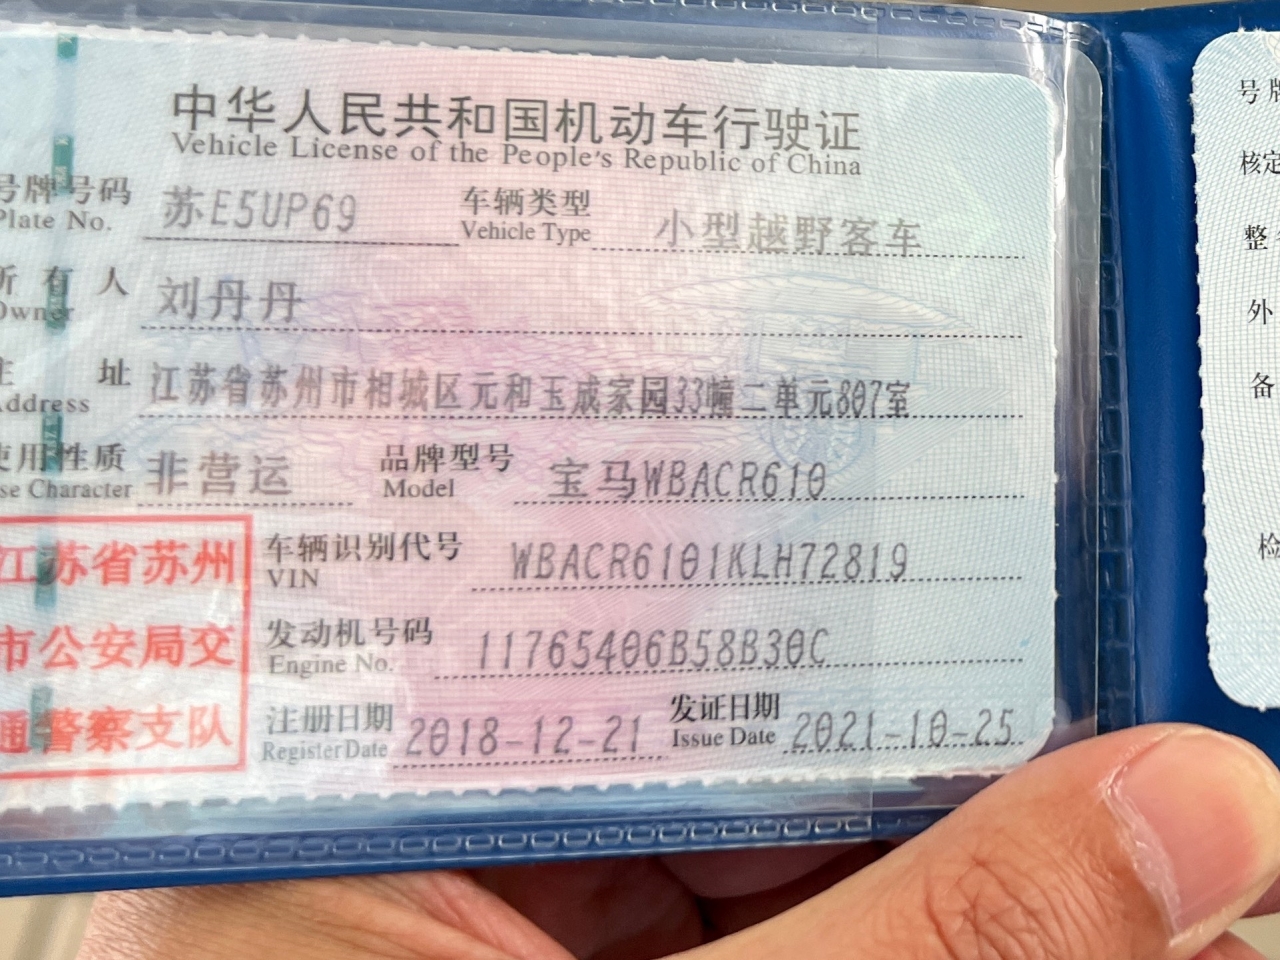 中华人民共和国机动车行驶证
Vehicle License of the People's Republic of China
号牌号码 苏E5UP69 车辆类型 小型越野客车
Plate No. Vehicle Type
所有人 刘丹丹
Owner
主 址 江苏省苏州市相城区元和玉成家园33幢二单元807室
Address
使用性质 非营运 品牌型号 宝马WBACR610
Use Character Model
江苏省苏州
市公安局交
通警察支队
车辆识别代号 WBACR6101KLH72819
VIN
发动机号码 11765406B58B30C
Engine No.
注册日期 2018-12-21 发证日期 2021-10-25
Register Date Issue Date
号牌
核定
整
外
备
检